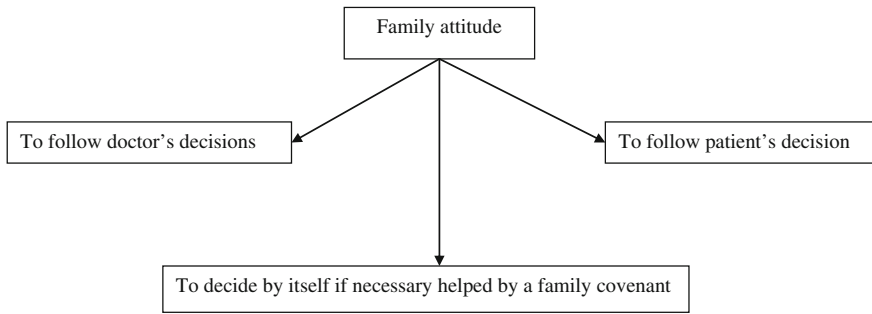 Family attitude
To follow doctor’s decisions
To follow patient’s decision
To decide by itself if necessary helped by a family covenant